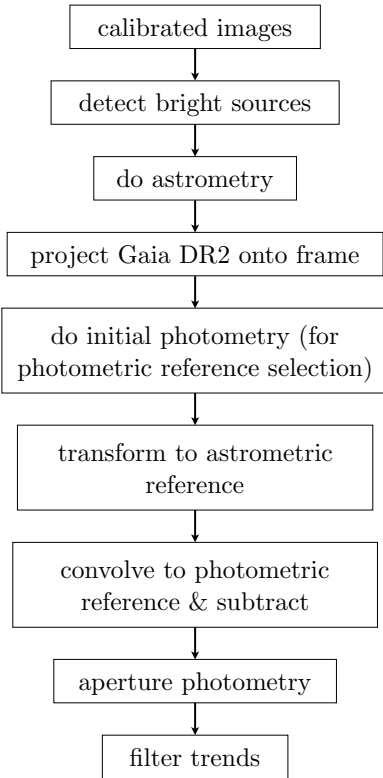 calibrated images
detect bright sources
do astrometry
project Gaia DR2 onto frame
do initial photometry (for
photometric reference selection)
transform to astrometric
reference
convolve to photometric
reference & subtract
aperture photometry
filter trends